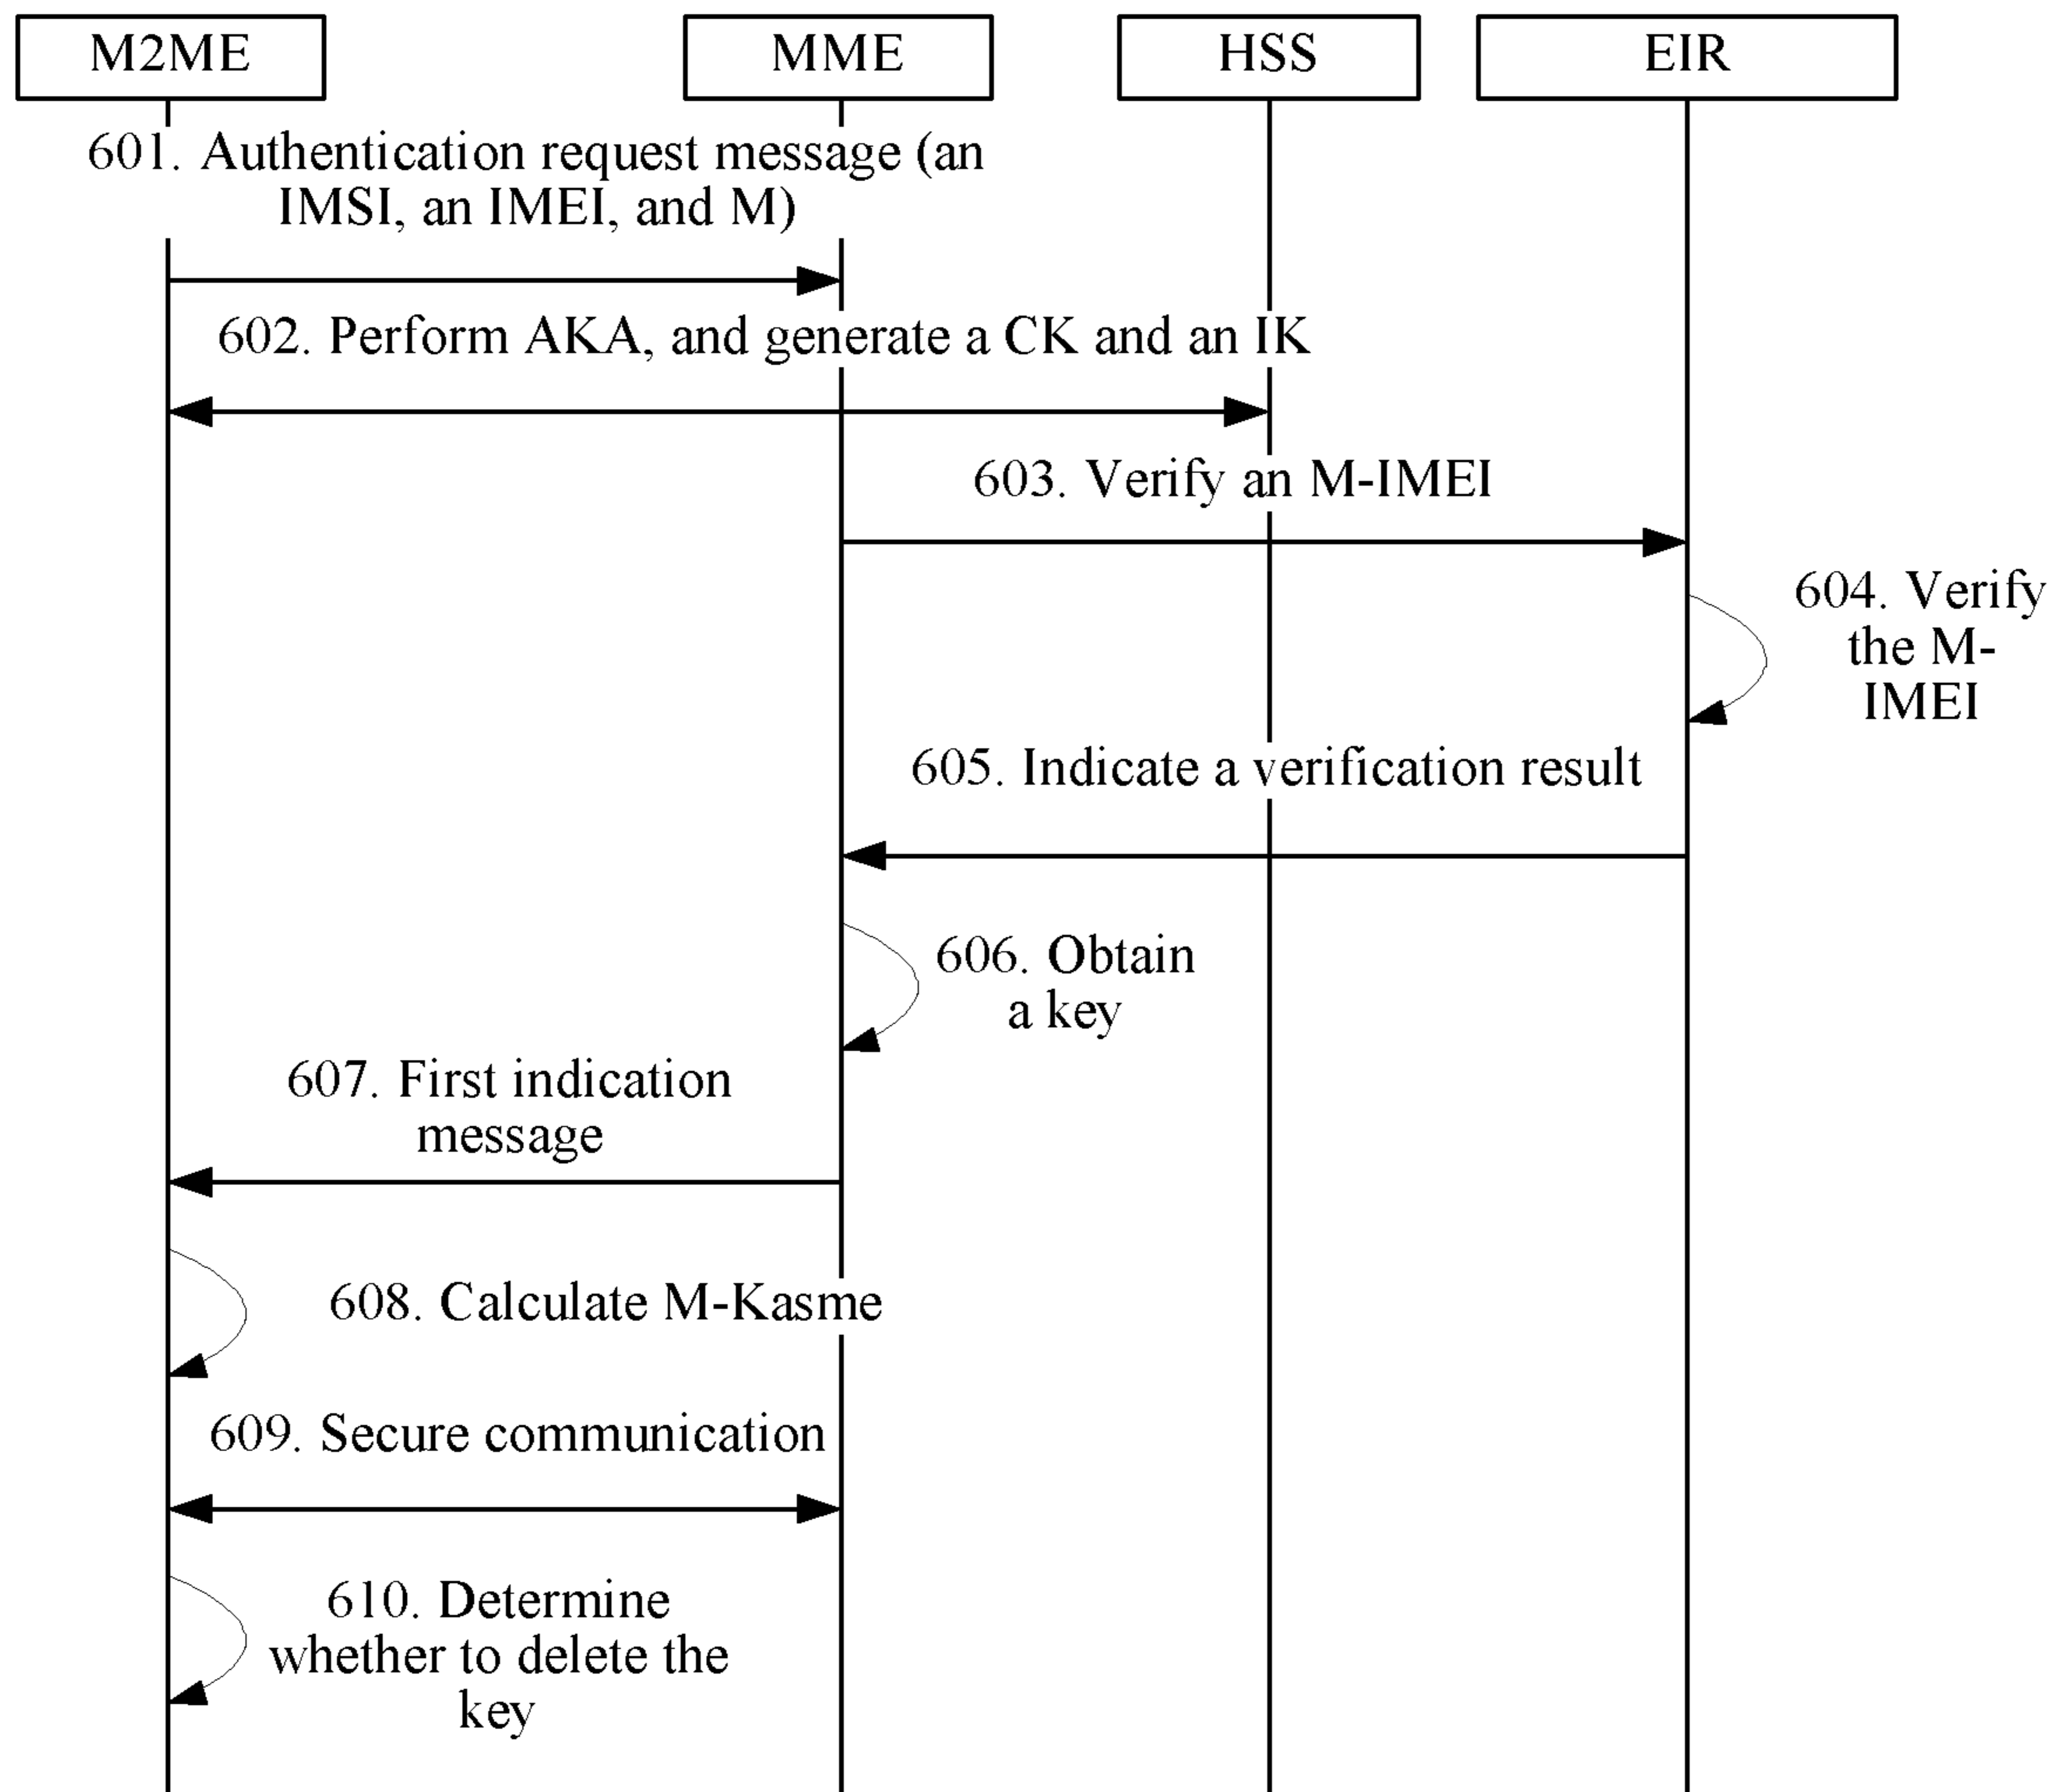 M2ME
MME
HSS
EIR
601. Authentication request message (an
IMSI, an IMEI, and M)
602. Perform AKA, and generate a CK and an IK
603. Verify an M-IMEI
604. Verify
the M-
IMEI
605. Indicate a verification result
606. Obtain
a key
607. First indication
message
608. Calculate M-Kasme
609. Secure communication
610. Determine
whether to delete the
key